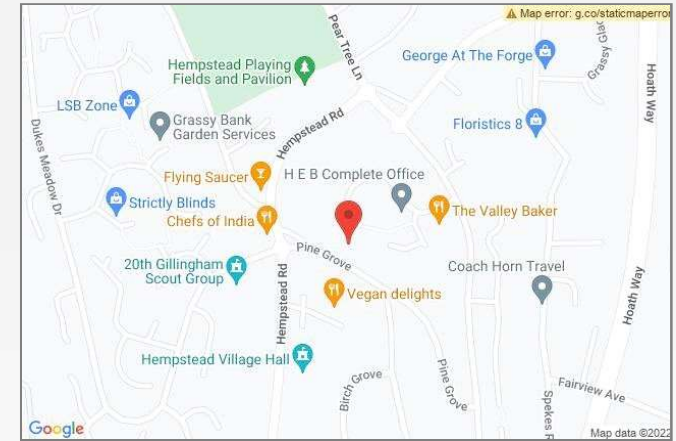 Map error: g.co/staticmaperror
Pear Tree Ln
Hempstead Playing
Fields and Pavilion
George At The Forge
Grassy Gla
Hoath Way
LSB Zone
Grassy Bank
Garden Services
Hempstead Rd
Floristics 8
Dukes Meadow Dr
Flying Saucer
H E B Complete Office
Strictly Blinds
Chefs of India
The Valley Baker
Pine Grove
20th Gillingham
Scout Group
Coach Horn Travel
Hempstead Rd
Vegan delights
Hoath Way
Hempstead Village Hall
Birch Grove
Pine Grove
Spekes R
Fairview Ave
Google
Map data ©2022